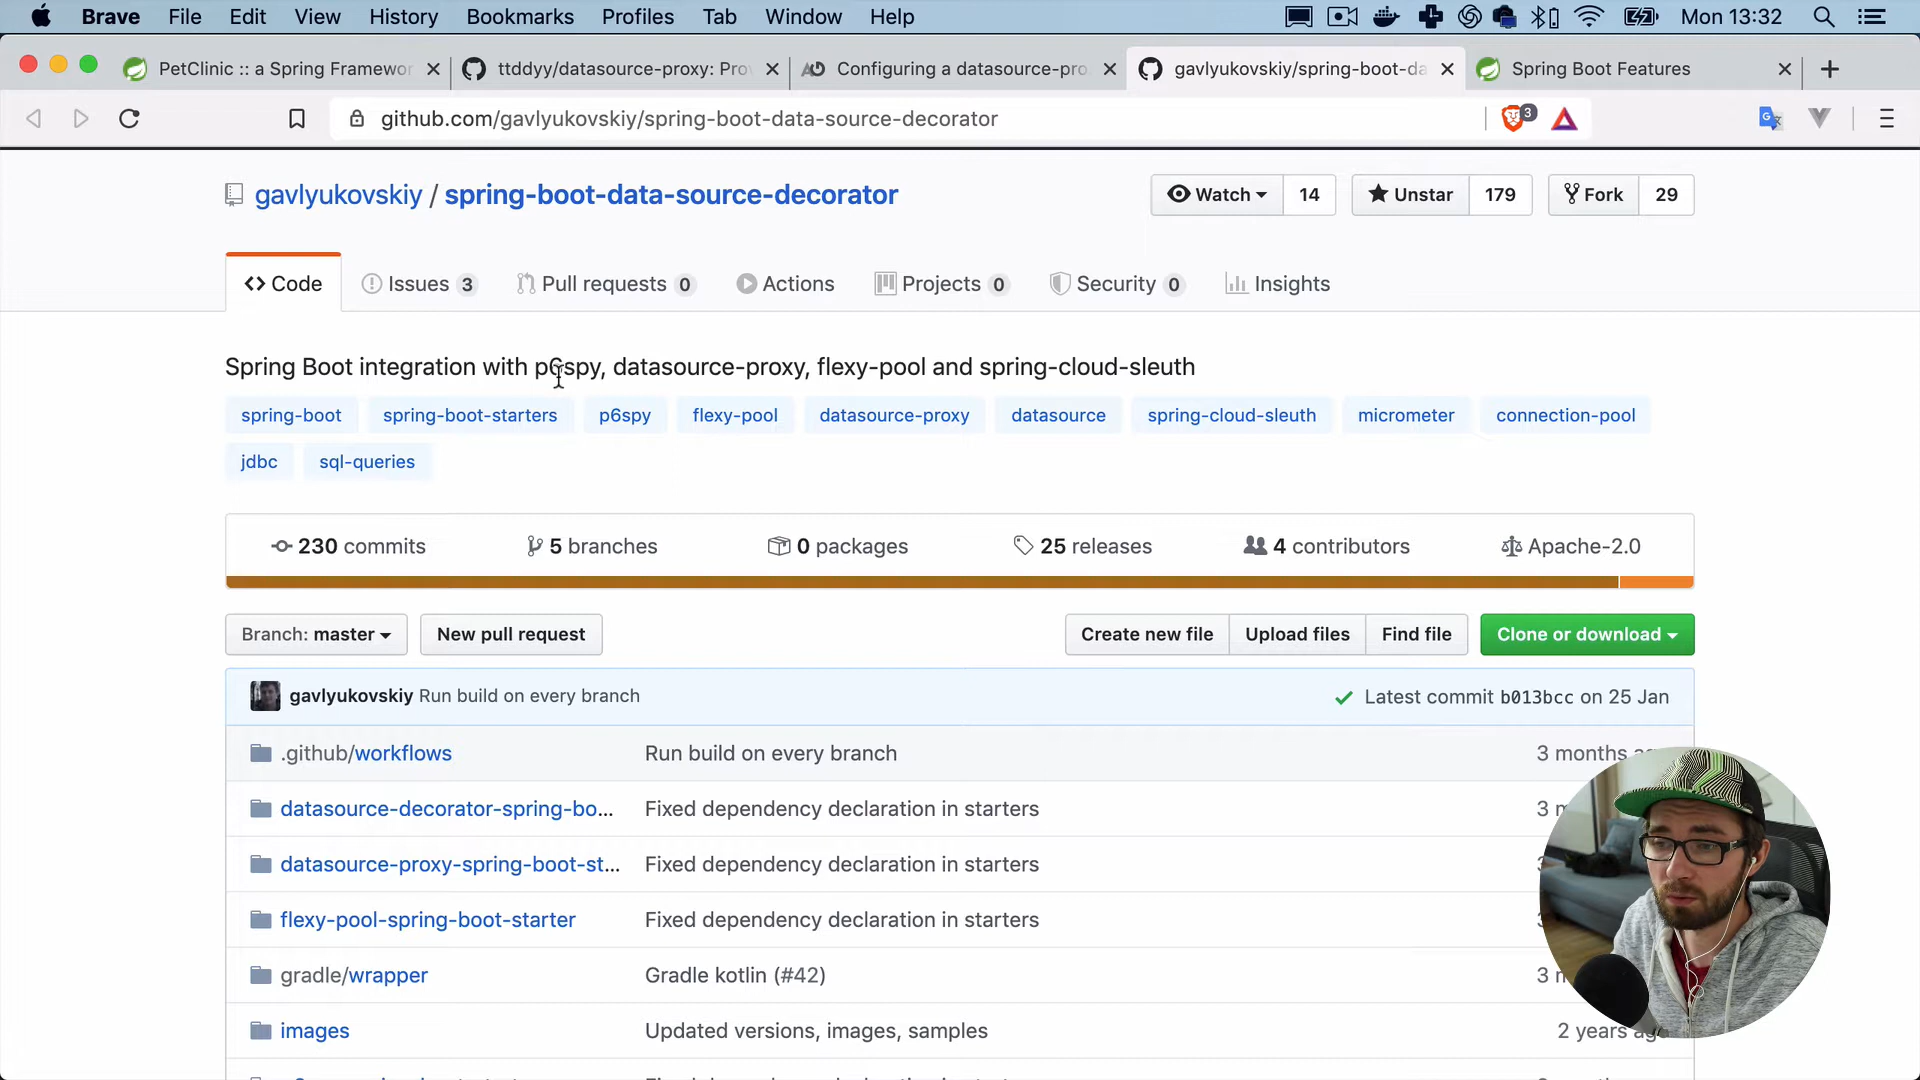 Brave File Edit View History Bookmarks Profiles Tab Window Help Mon 13:32
PetClinic :: a Spring Framewor ttddyy/datasource-proxy: Pro Configuring a datasource-pro gavlyukovskiy/spring-boot-da Spring Boot Features
github.com/gavlyukovskiy/spring-boot-data-source-decorator 3
gavlyukovskiy / spring-boot-data-source-decorator Watch 14 Unstar 179 Fork 29
Code Issues 3 Pull requests 0 Actions Projects 0 Security 0 Insights
Spring Boot integration with p6spy, datasource-proxy, flexy-pool and spring-cloud-sleuth
spring-boot spring-boot-starters p6spy flexy-pool datasource-proxy datasource spring-cloud-sleuth micrometer connection-pool
jdbc sql-queries
230 commits 5 branches 0 packages 25 releases 4 contributors Apache-2.0
Branch: master New pull request Create new file Upload files Find file Clone or download
gavlyukovskiy Run build on every branch Latest commit b013bcc on 25 Jan
.github/workflows Run build on every branch 3 months
datasource-decorator-spring-bo... Fixed dependency declaration in starters 3
datasource-proxy-spring-boot-st... Fixed dependency declaration in starters
flexy-pool-spring-boot-starter Fixed dependency declaration in starters
gradle/wrapper Gradle kotlin (#42) 3
images Updated versions, images, samples 2 years ago